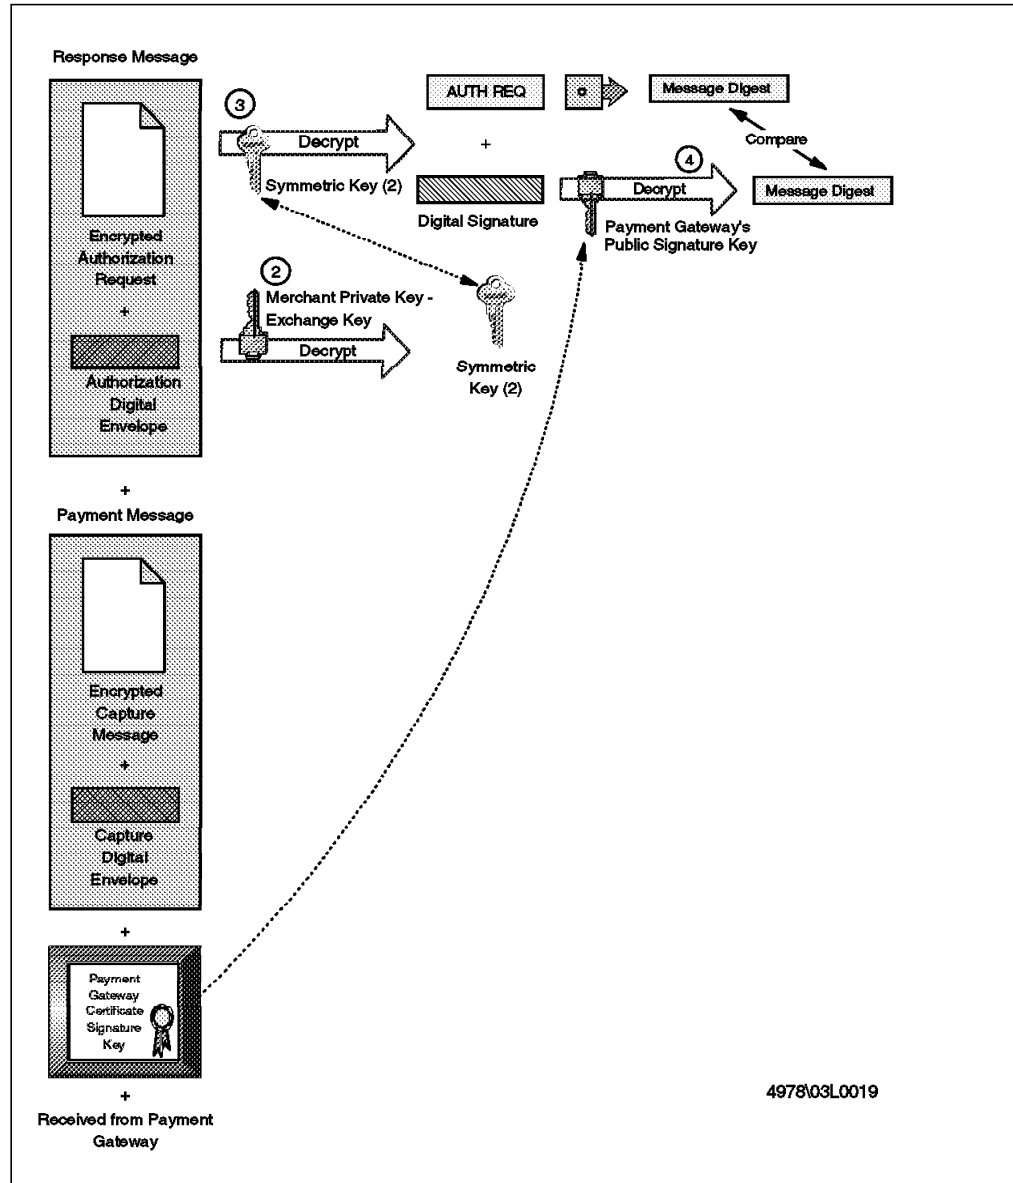 Response Message
Encrypted
Authorization
Request
+
Authorization
Digital
Envelope
3
Decrypt
Symmetric Key (2)
AUTH REQ
Message Digest
+
Compare
Digital Signature
4
Decrypt
Payment Gateway's
Public Signature Key
Message Digest
2
Merchant Private Key -
Exchange Key
Decrypt
Symmetric
Key (2)
+
Payment Message
Encrypted
Capture
Message
+
Capture
Digital
Envelope
+
Payment
Gateway
Certificate
Signature
Key
+
Received from Payment
Gateway
4978\03L0019